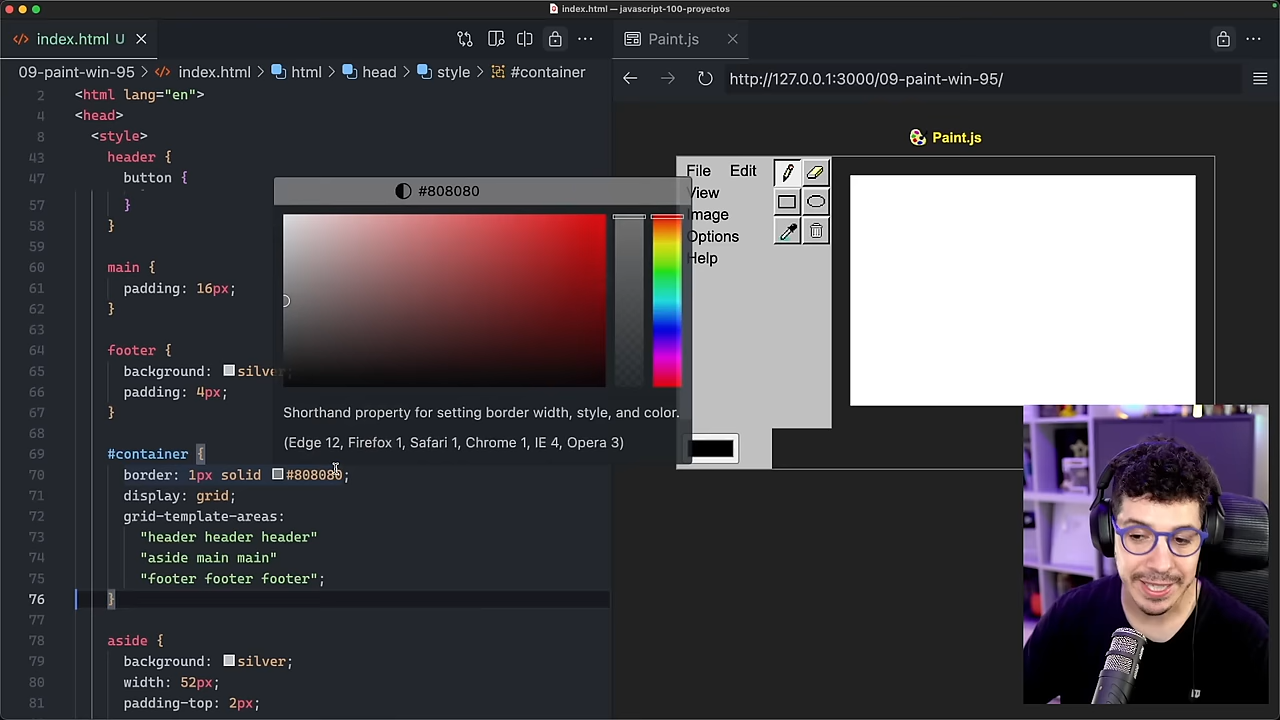 index.html — javascript-100-proyectos
index.html U
Paint.js
09-paint-win-95 > index.html > html > head > style > #container
http://127.0.0.1:3000/09-paint-win-95/
2 <html lang="en">
4 <head>
8 <style>
43 header {
47 button {
57 }
58 }
59
60 main {
61 padding: 16px;
62 }
63
64 footer {
65 background: silver;
66 padding: 4px;
67 }
68
69 #container {
70 border: 1px solid #808080;
71 display: grid;
72 grid-template-areas:
73 "header header header"
74 "aside main main"
75 "footer footer footer";
76 }
77
78 aside {
79 background: silver;
80 width: 52px;
81 padding-top: 2px;
#808080
Shorthand property for setting border width, style, and color.
(Edge 12, Firefox 1, Safari 1, Chrome 1, IE 4, Opera 3)
Paint.js
File Edit
View
Image
Options
Help